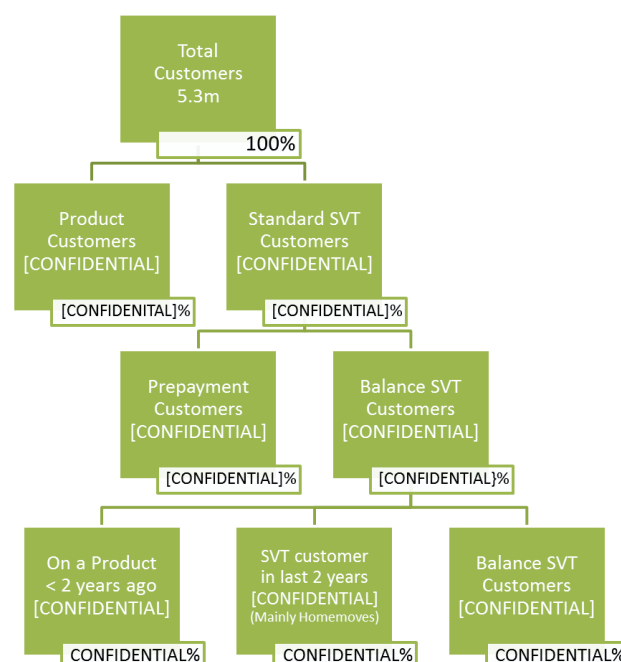 Total
Customers
5.3m
100%
Product
Customers
[CONFIDENTIAL]
[CONFIDENITAL]%
Standard SVT
Customers
[CONFIDENTIAL]
[CONFIDENTIAL]%
Prepayment
Customers
[CONFIDENTIAL]
[CONFIDENTIAL]%
Balance SVT
Customers
[CONFIDENTIAL]
[CONFIDENTIAL}%
On a Product
< 2 years ago
[CONFIDENTIAL]
CONFIDENTIAL%
SVT customer
in last 2 years
[CONFIDENTIAL]
(Mainly Homemoves)
CONFIDENTIAL%
Balance SVT
Customers
[CONFIDENTIAL]
CONFIDENTIAL%